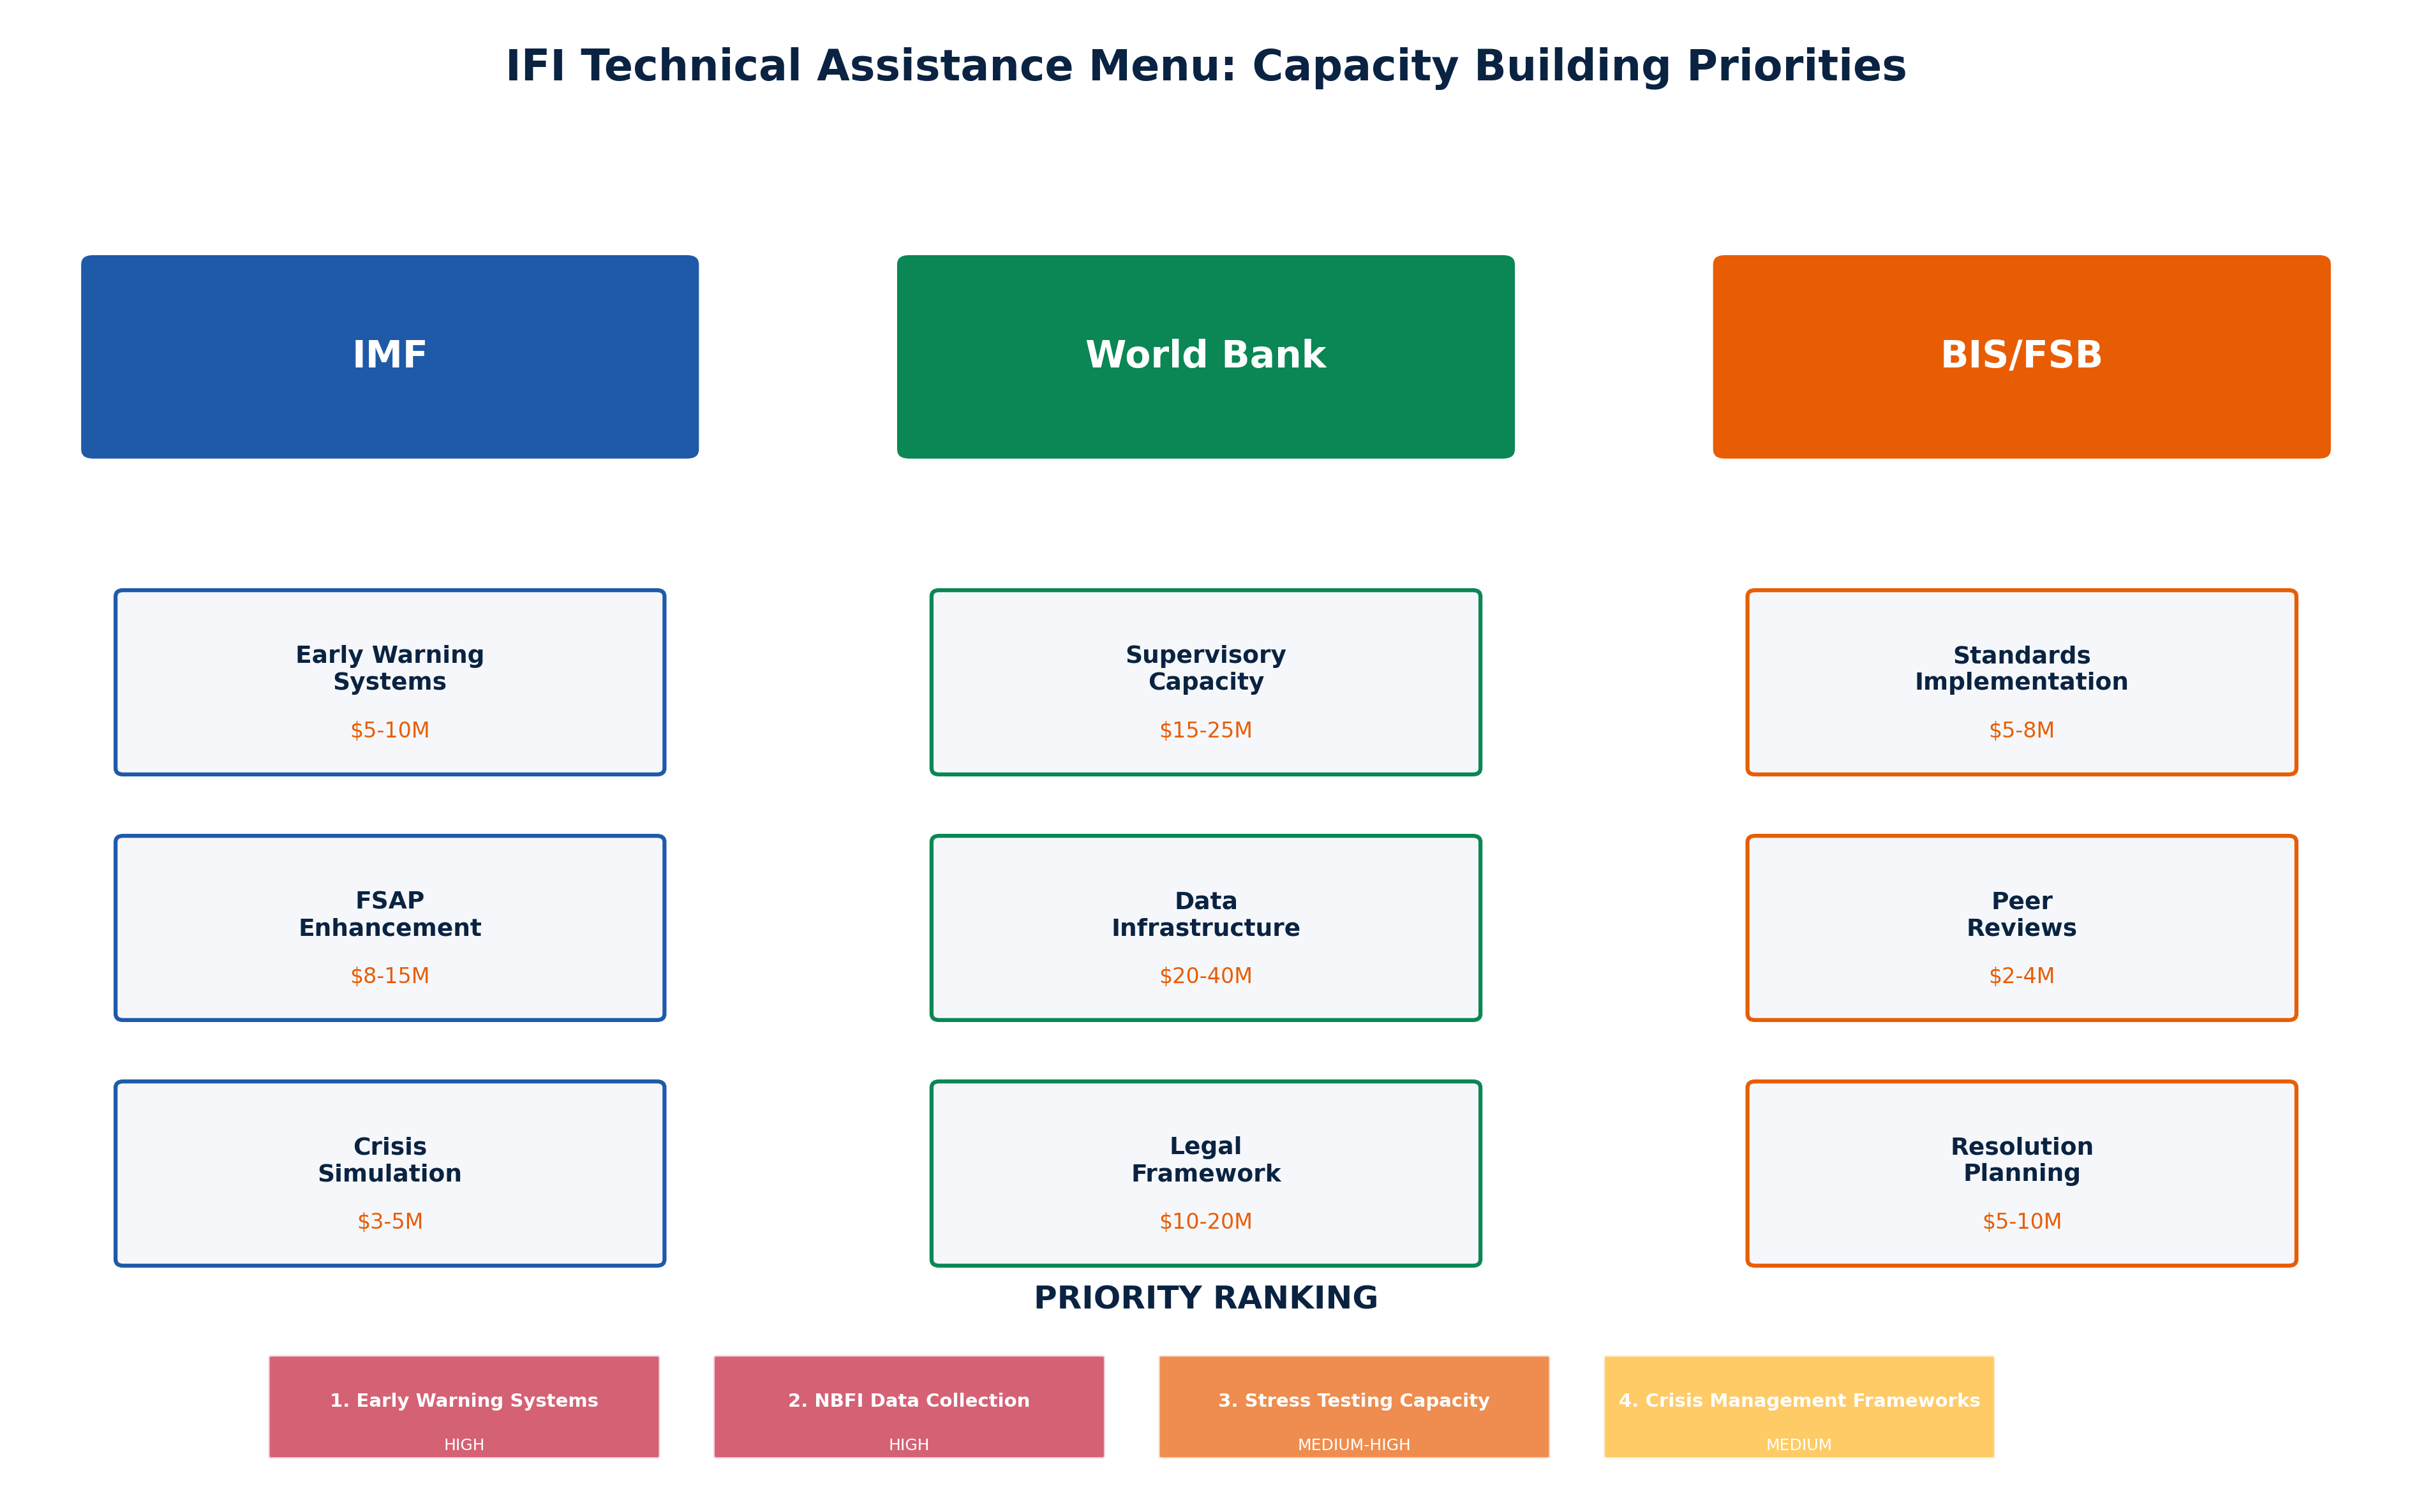 IFI Technical Assistance Menu: Capacity Building Priorities
IMF
World Bank
BIS/FSB
Early Warning
Systems
$5-10M
Supervisory
Capacity
$15-25M
Standards
Implementation
$5-8M
FSAP
Enhancement
$8-15M
Data
Infrastructure
$20-40M
Peer
Reviews
$2-4M
Crisis
Simulation
$3-5M
Legal
Framework
$10-20M
Resolution
Planning
$5-10M
PRIORITY RANKING
1. Early Warning Systems
HIGH
2. NBFI Data Collection
HIGH
3. Stress Testing Capacity
MEDIUM-HIGH
4. Crisis Management Frameworks
MEDIUM